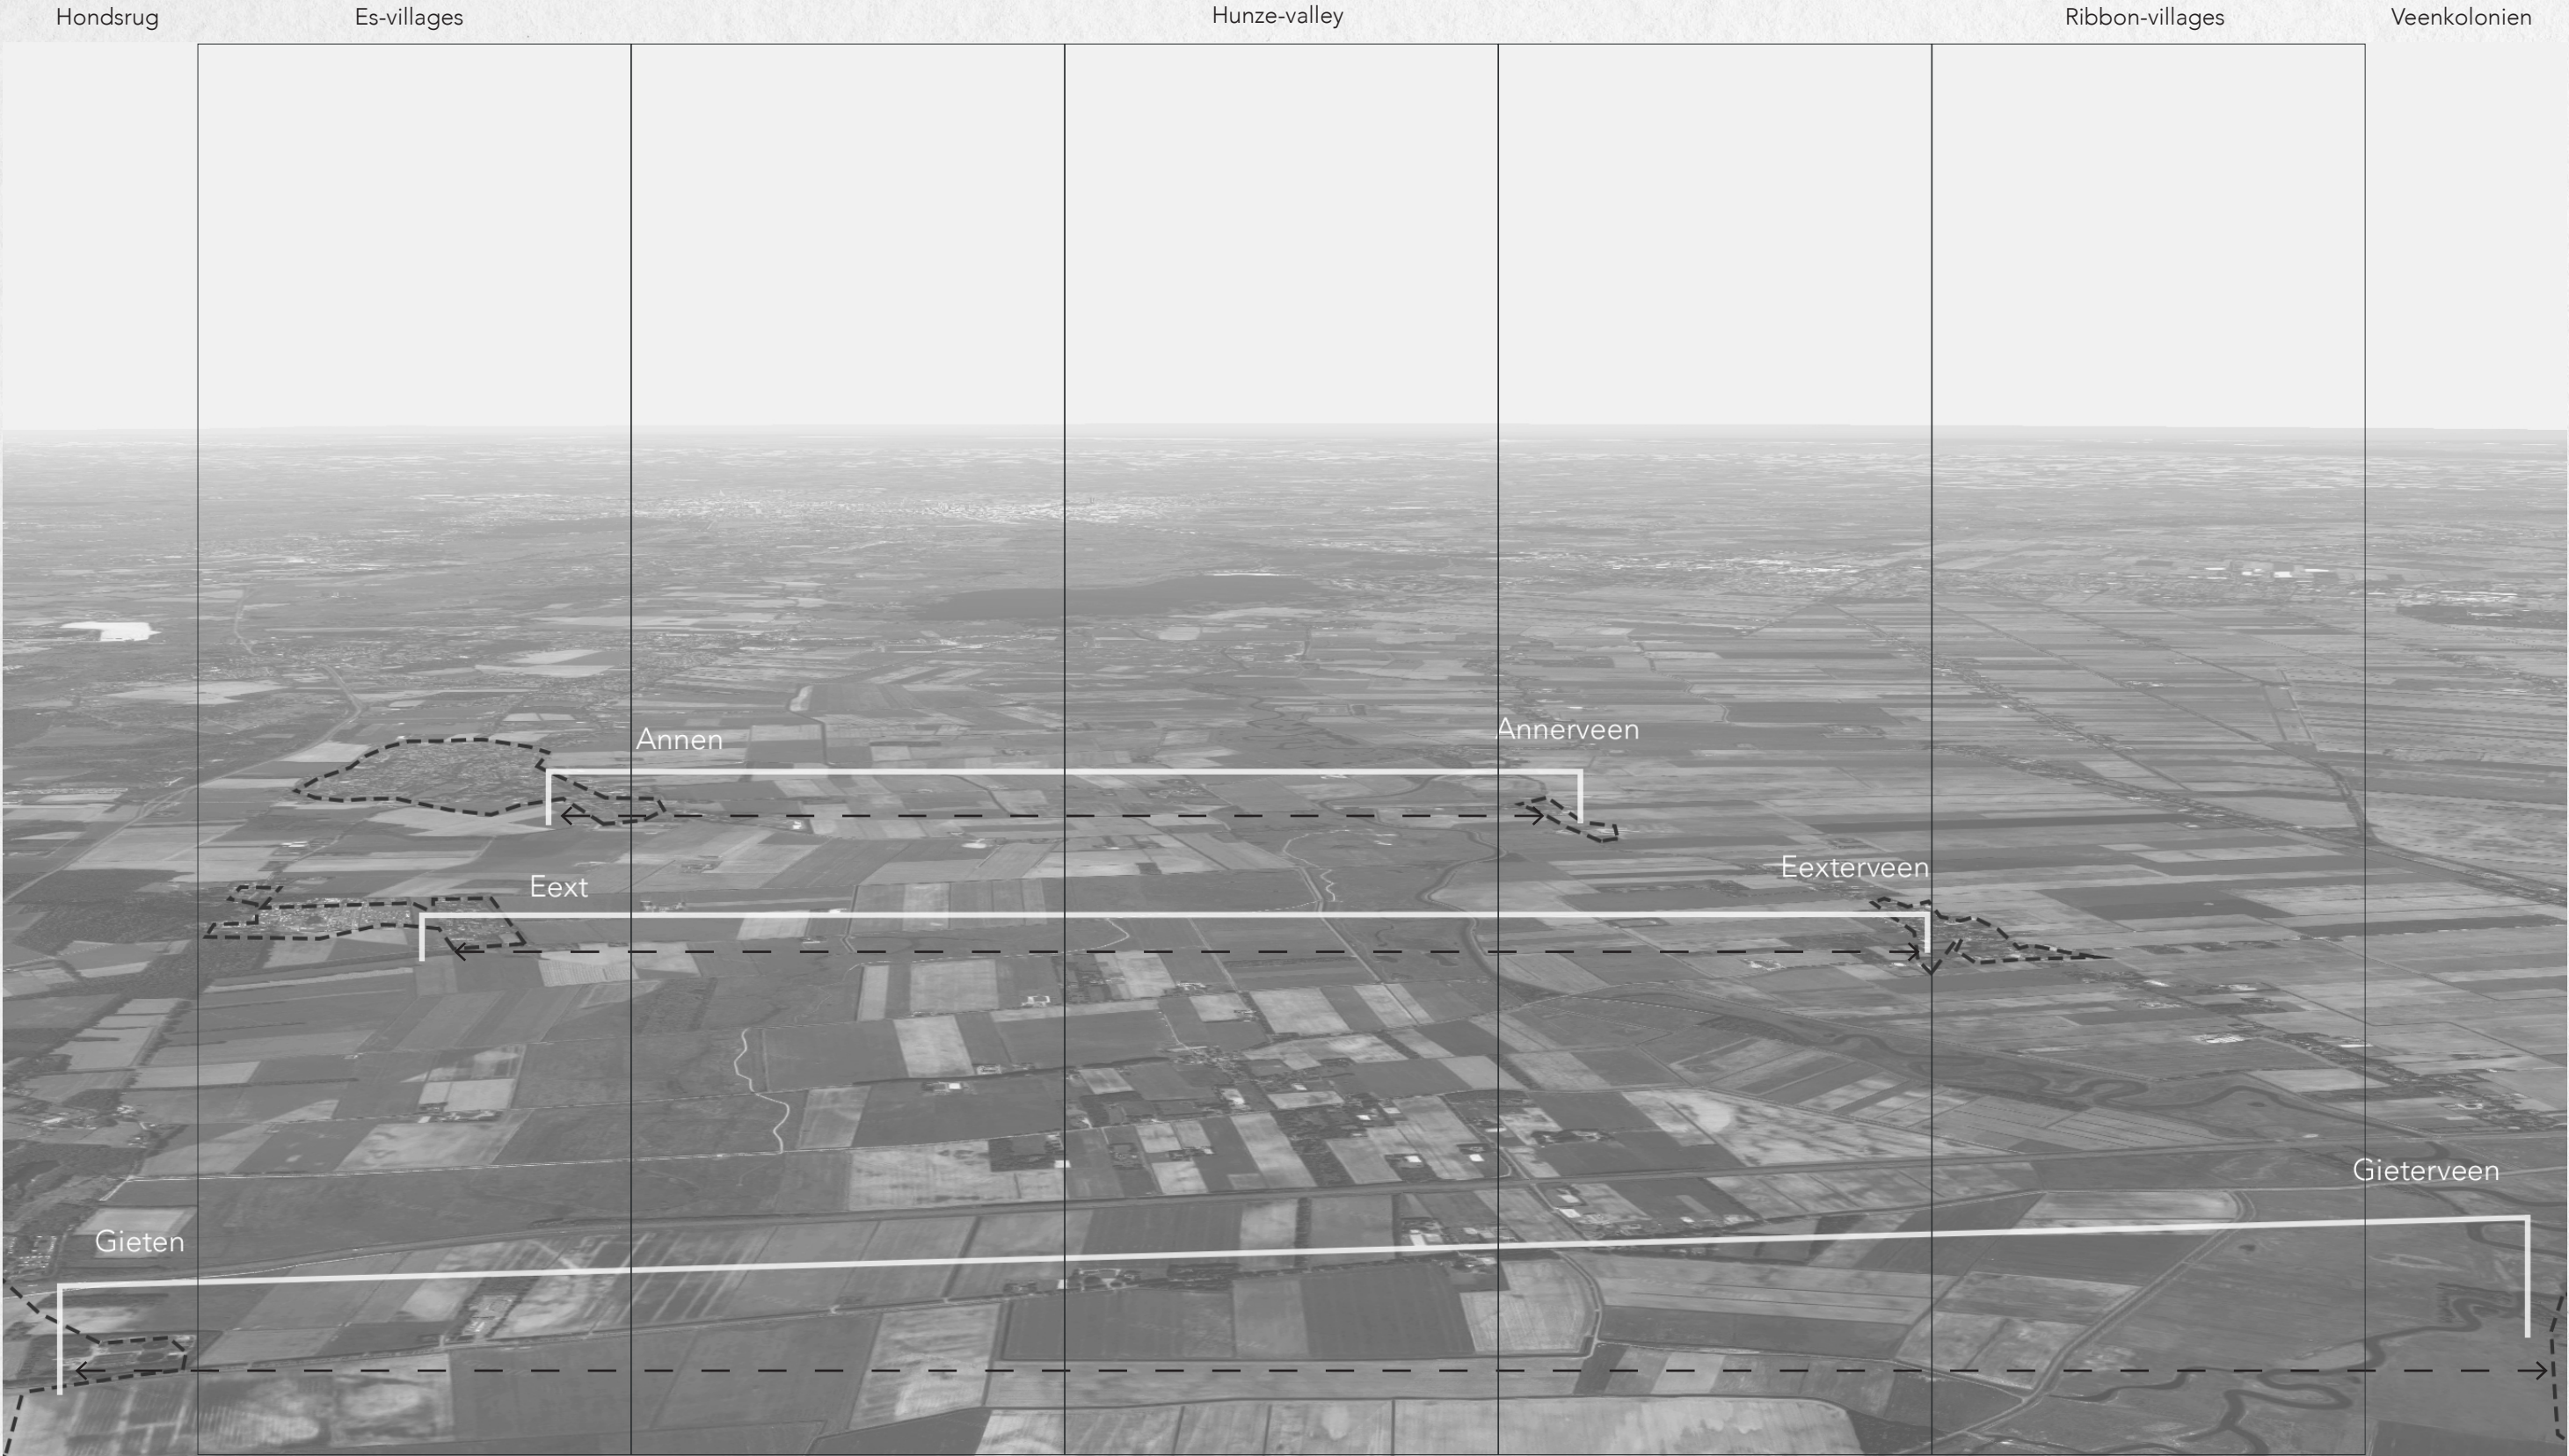 Hondsrug
Es-villages
Hunze-valley
Ribbon-villages
Veenkolonien
Annen
Annerveen
Eext
Eexterveen
Gieten
Gieterveen